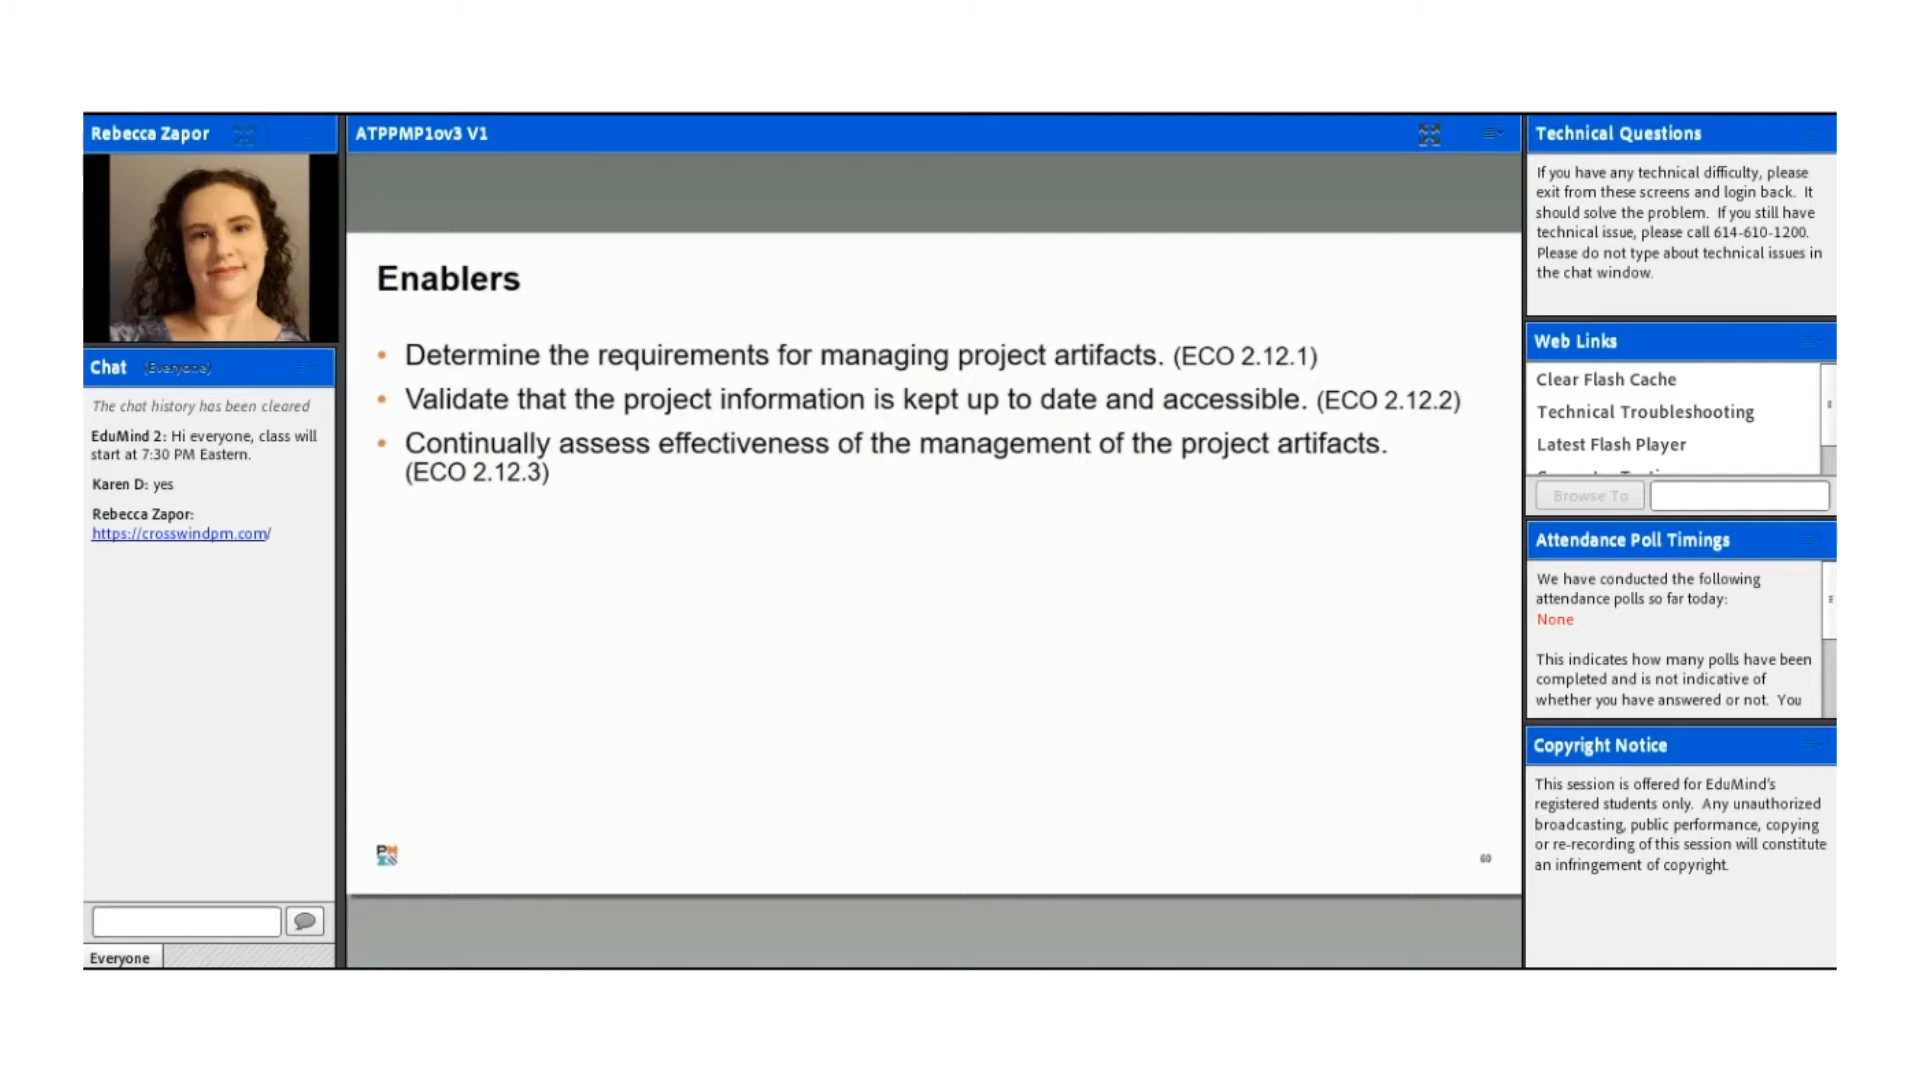 Rebecca Zapor
Chat (Everyone)
The chat history has been cleared
EduMind 2: Hi everyone, class will
start at 7:30 PM Eastern.
Karen D: yes
Rebecca Zapor:
https://crosswindpm.com/
Everyone
ATPPMP1ov3 V1
Enablers
• Determine the requirements for managing project artifacts. (ECO 2.12.1)
• Validate that the project information is kept up to date and accessible. (ECO 2.12.2)
• Continually assess effectiveness of the management of the project artifacts.
(ECO 2.12.3)
60
Technical Questions
If you have any technical difficulty, please
exit from these screens and login back. It
should solve the problem. If you still have
technical issue, please call 614-610-1200.
Please do not type about technical issues in
the chat window.
Web Links
Clear Flash Cache
Technical Troubleshooting
Latest Flash Player
Browse To
Attendance Poll Timings
We have conducted the following
attendance polls so far today:
None
This indicates how many polls have been
completed and is not indicative of
whether you have answered or not. You
Copyright Notice
This session is offered for EduMind's
registered students only. Any unauthorized
broadcasting, public performance, copying
or re-recording of this session will constitute
an infringement of copyright.